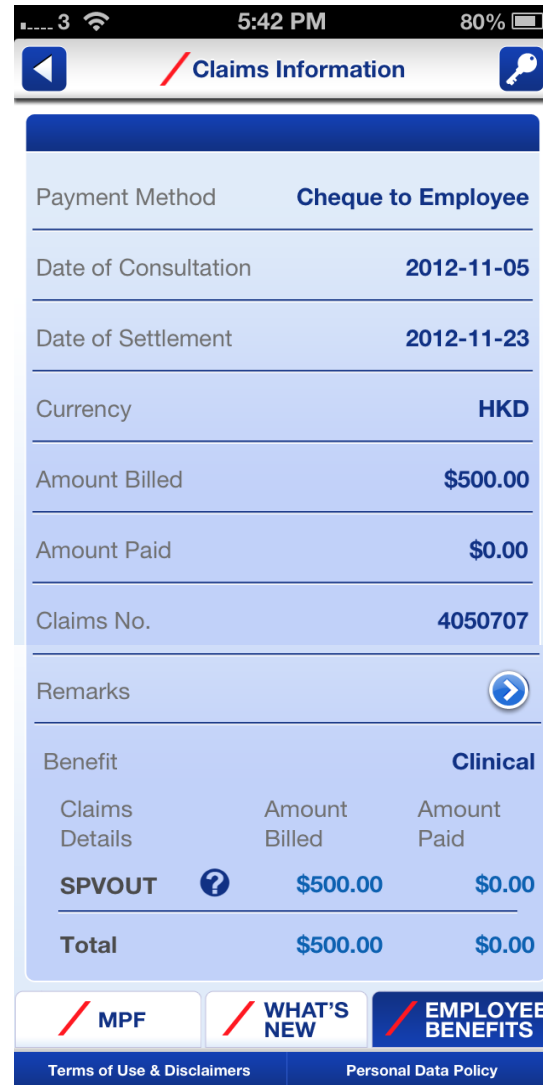 3 5:42 PM 80%
Claims Information
Payment Method Cheque to Employee
Date of Consultation 2012-11-05
Date of Settlement 2012-11-23
Currency HKD
Amount Billed $500.00
Amount Paid $0.00
Claims No. 4050707
Remarks
Benefit Clinical
Claims Amount Amount
Details Billed Paid
SPVOUT ? $500.00 $0.00
Total $500.00 $0.00
MPF WHAT'S NEW EMPLOYEE BENEFITS
Terms of Use & Disclaimers Personal Data Policy